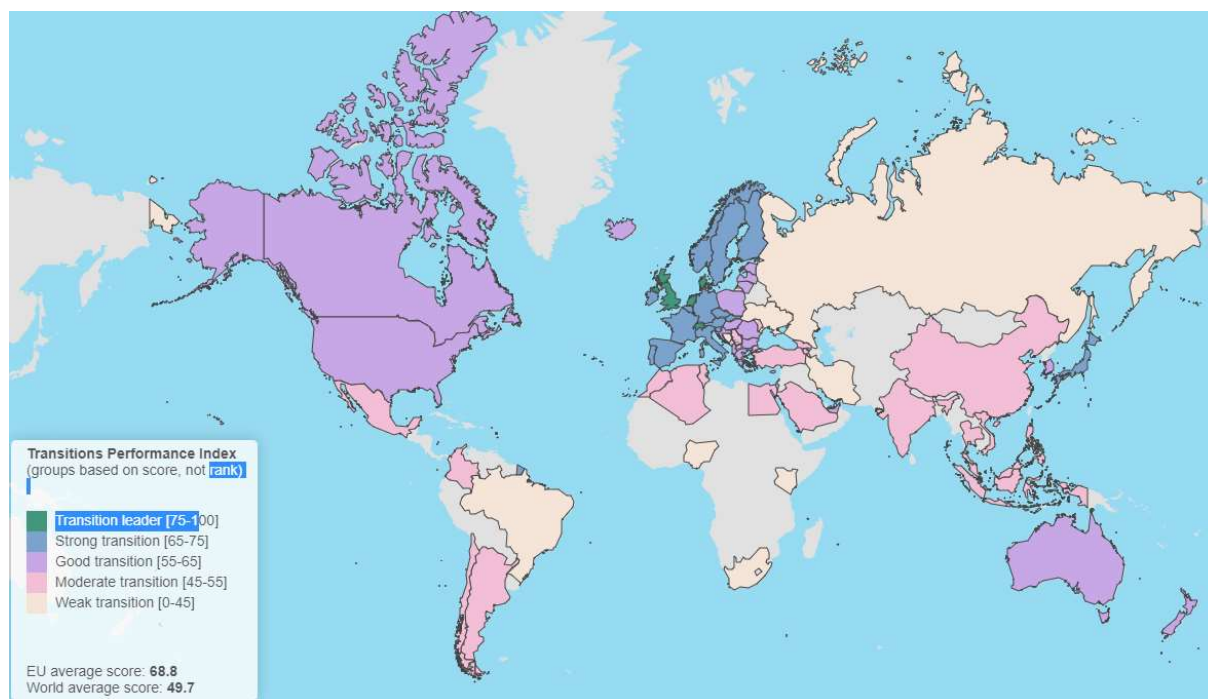 Transitions Performance Index
(groups based on score, not rank)
Transition leader [75-100]
Strong transition [65-75]
Good transition [55-65]
Moderate transition [45-55]
Weak transition [0-45]
EU average score: 68.8
World average score: 49.7